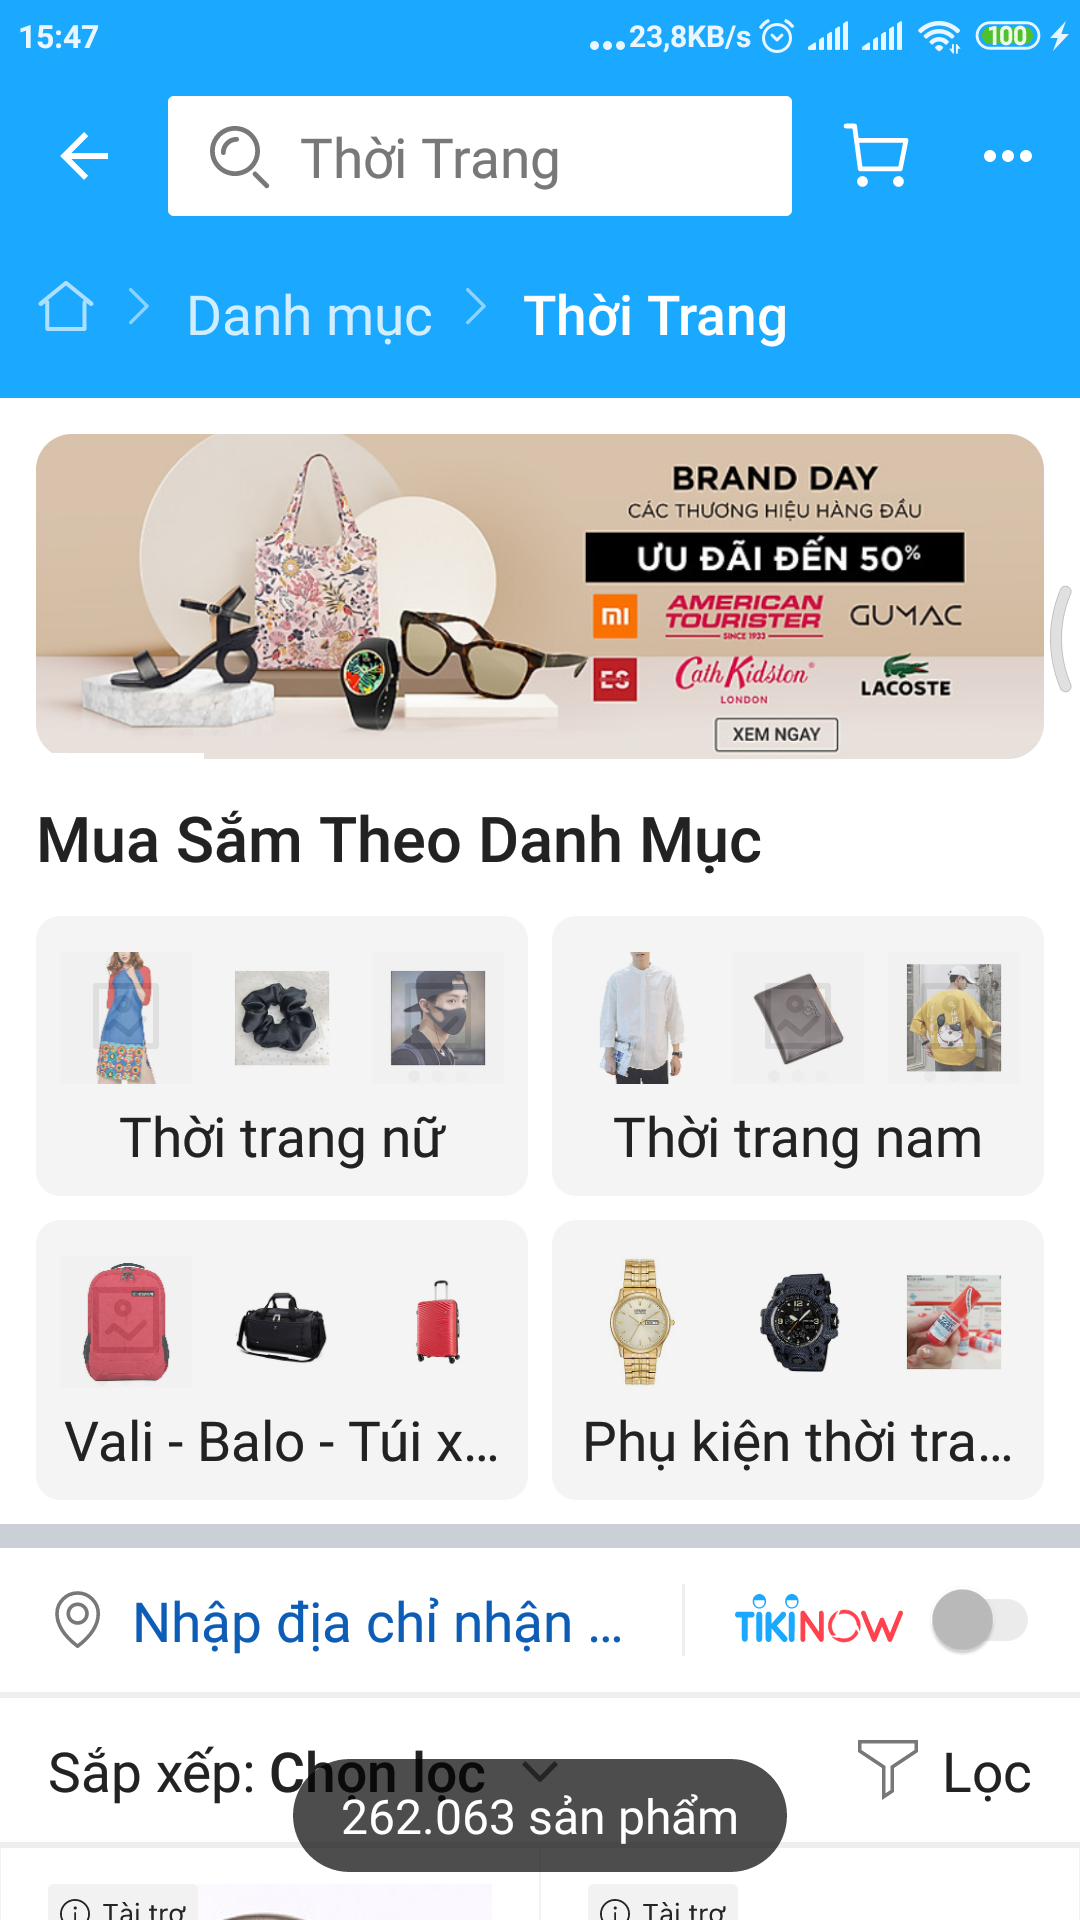 15:47
...23,8KB/s
100
Thời Trang
Danh mục
Thời Trang
BRAND DAY
CÁC THƯƠNG HIỆU HÀNG ĐẦU
ƯU ĐÃI ĐẾN 50%
mi
AMERICAN TOURISTER
SINCE 1933
GUMAC
ES
Cath Kidston®
LONDON
LACOSTE
XEM NGAY
Mua Sắm Theo Danh Mục
Thời trang nữ
Thời trang nam
Vali - Balo - Túi x...
Phụ kiện thời tra...
Nhập địa chỉ nhận ...
TIKINOW
Sắp xếp: Chọn lọc
Lọc
262.063 sản phẩm
Tài trợ
Tài trợ